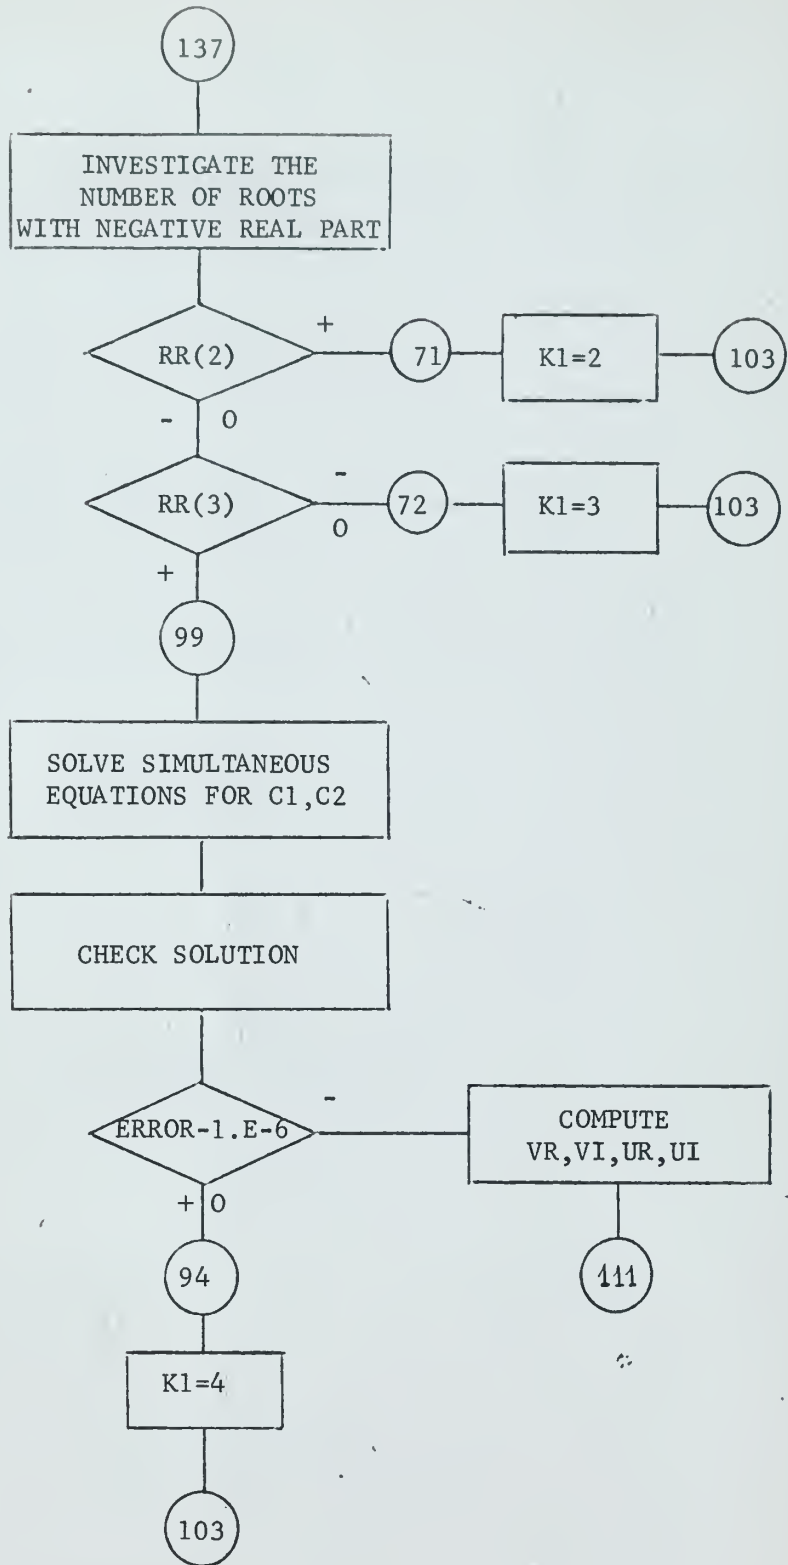 137
INVESTIGATE THE
NUMBER OF ROOTS
WITH NEGATIVE REAL PART
RR(2)
+
71
K1=2
103
- 0
RR(3)
-
0
72
K1=3
103
+
99
SOLVE SIMULTANEOUS
EQUATIONS FOR C1,C2
CHECK SOLUTION
ERROR-1.E-6
-
COMPUTE
VR,VI,UR,UI
111
+ 0
94
K1=4
103